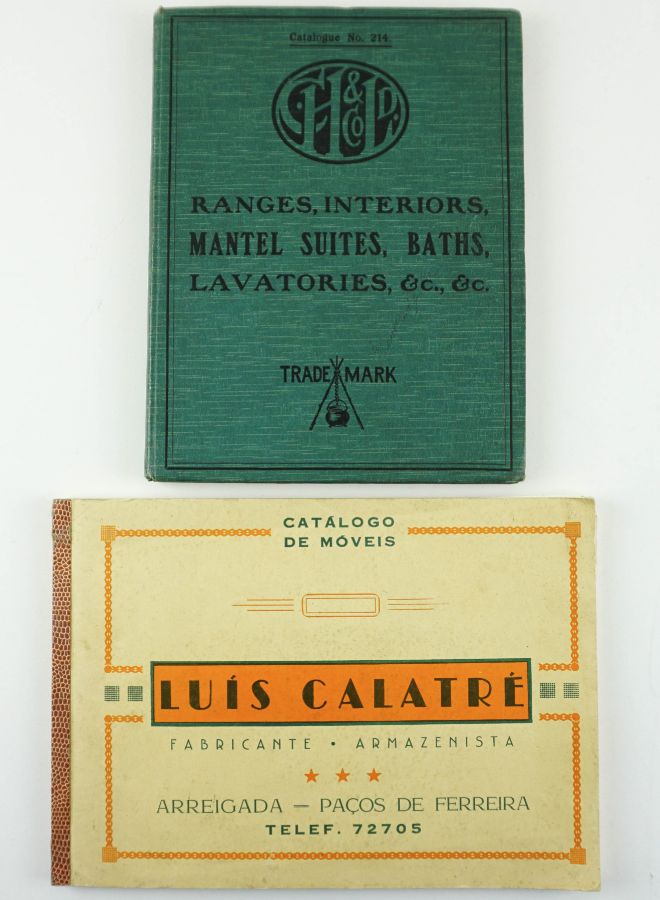 Catalogue No. 214.
H & Co
RANGES, INTERIORS,
MANTEL SUITES, BATHS,
LAVATORIES, &c., &c.
TRADE MARK
CATÁLOGO
DE MÓVEIS
LUÍS CALATRÉ
FABRICANTE • ARMAZENISTA
ARREIGADA — PAÇOS DE FERREIRA
TELEF. 72705